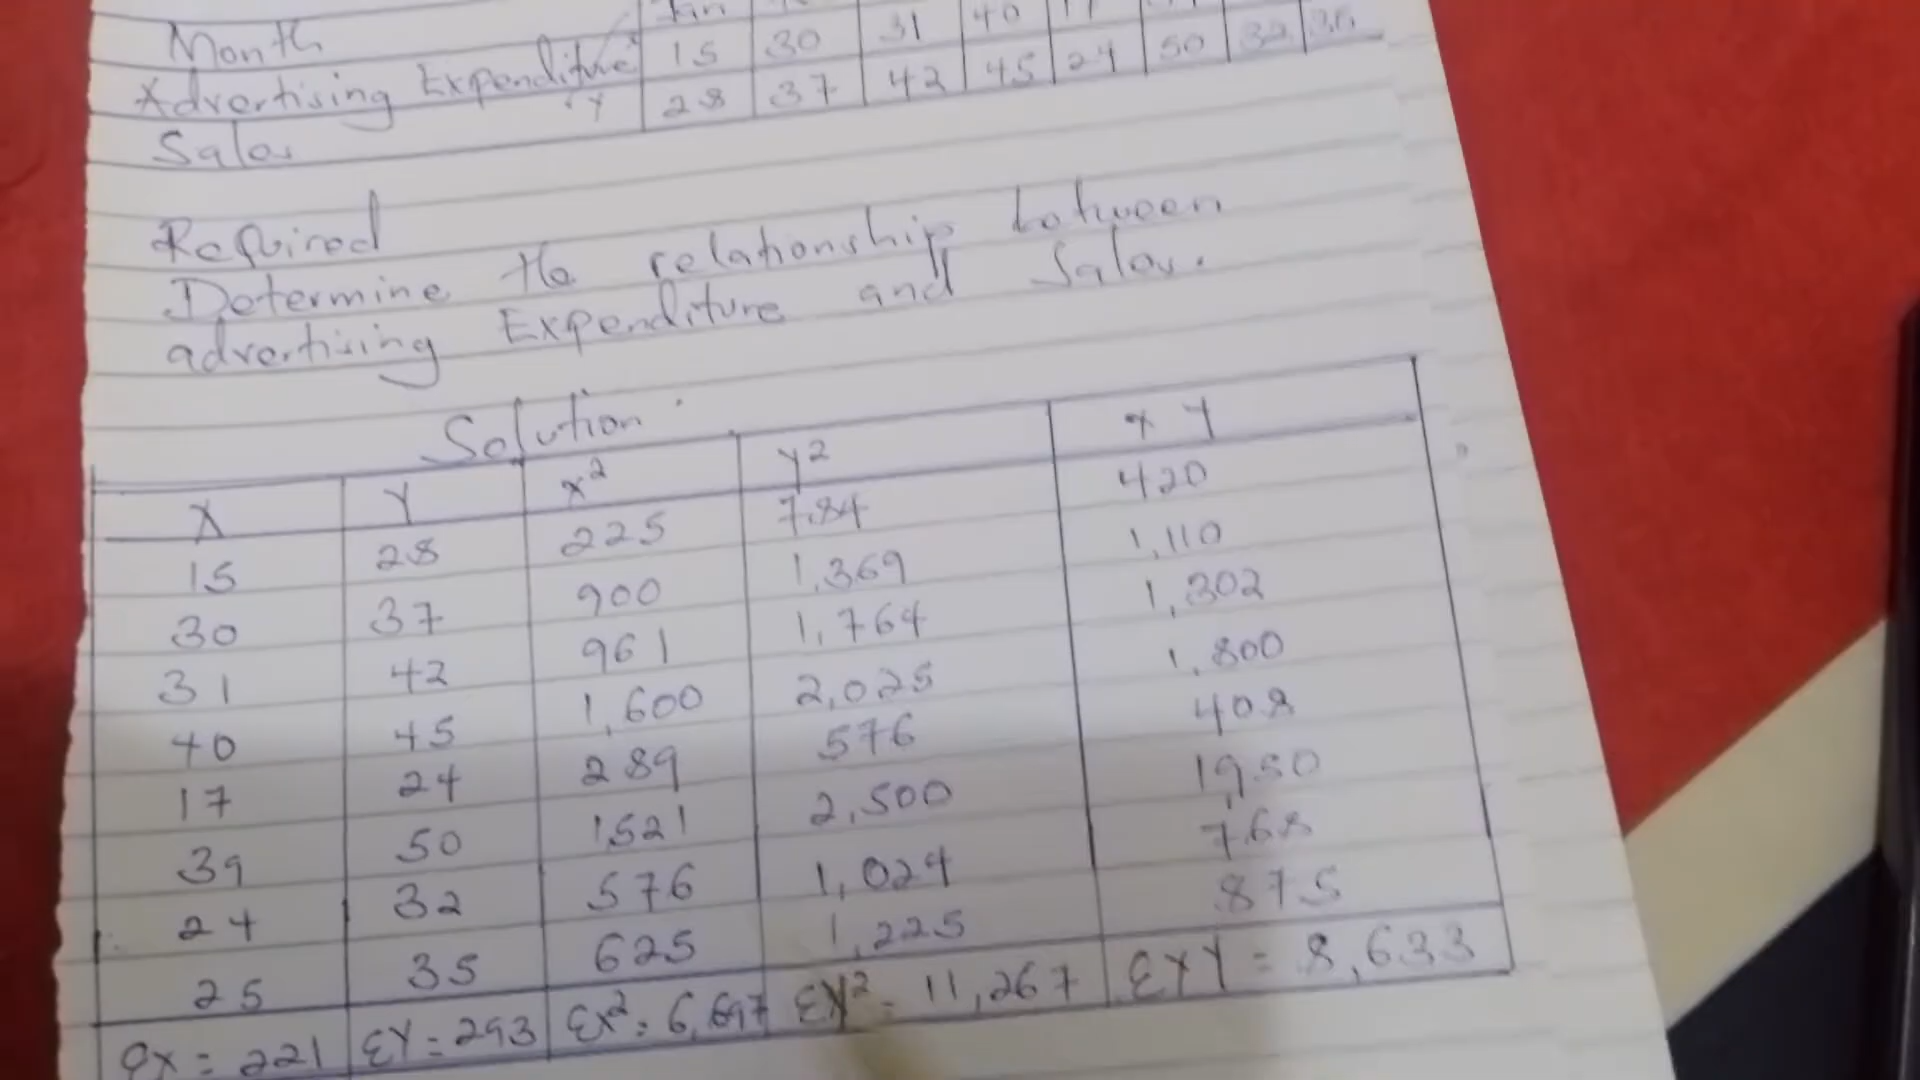 Month Jan
Advertising Expenditure 15 30 31 40
Sales Y 28 37 42 45 24 50 32
Required
Determine the relationship between
advertising Expenditure and Sales.
Solution
X Y x² y² x Y
15 28 225 784 420
30 37 900 1,369 1,110
31 42 961 1,764 1,302
40 45 1,600 2,025 1,800
17 24 289 576 408
39 50 1521 2,500 1950
24 32 576 1,024 768
25 35 625 1,225 875
ΣX = 221 ΣY = 293 Σx² = 6,697 ΣY² = 11,267 ΣXY = 8,633